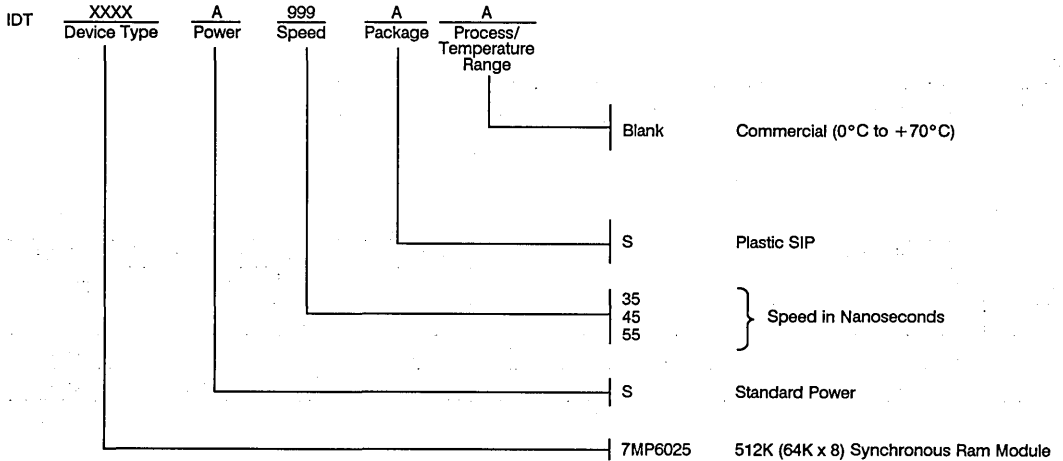 IDT XXXX A 999 A A
Device Type Power Speed Package Process/
Temperature
Range
Blank Commercial (0°C to +70°C)
S Plastic SIP
35
45 Speed in Nanoseconds
55
S Standard Power
7MP6025 512K (64K x 8) Synchronous Ram Module